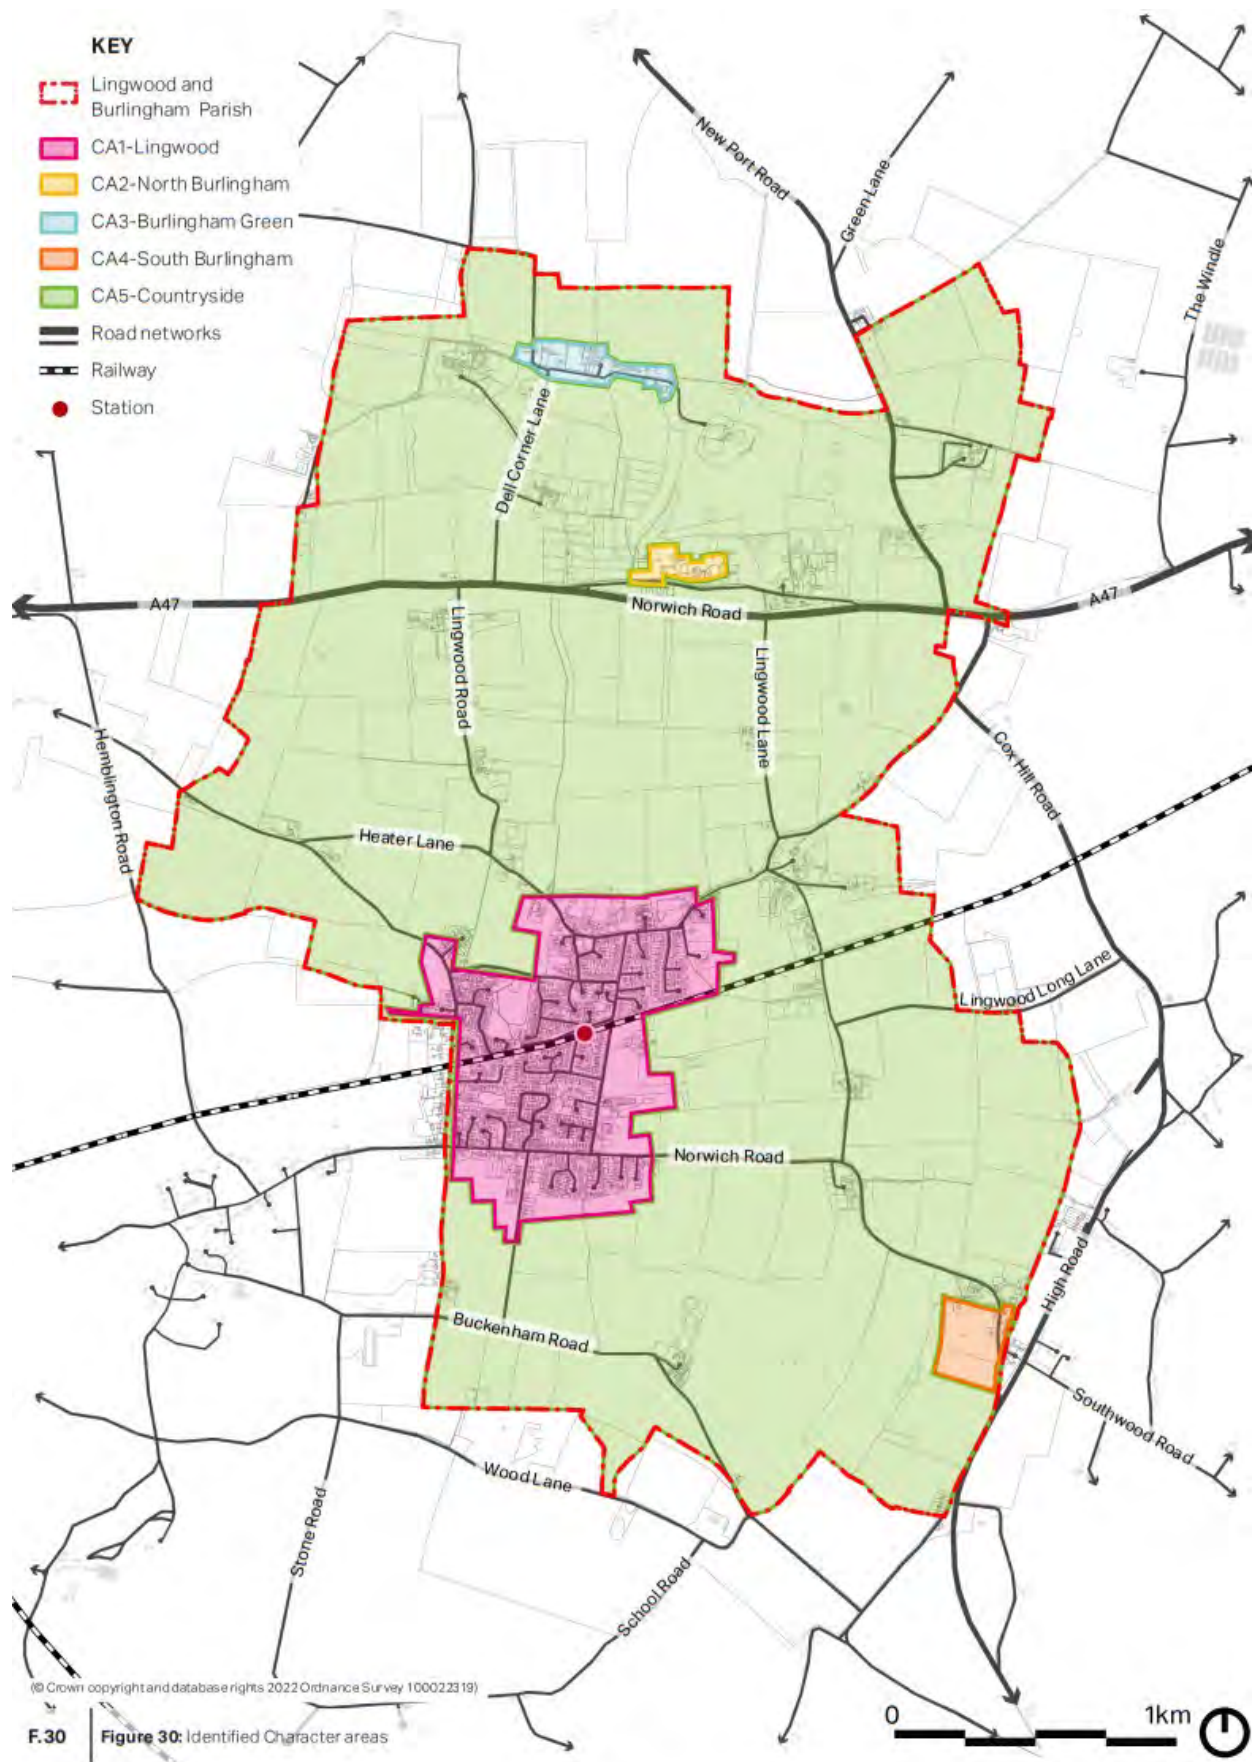 KEY
Lingwood and
Burlingham Parish
CA1-Lingwood
CA2-North Burlingham
CA3-Burlingham Green
CA4-South Burlingham
CA5-Countryside
Road networks
Railway
Station
New Port Road
Green Lane
The Windle
Dell Corner Lane
A47
Norwich Road
A47
Lingwood Road
Lingwood Lane
Hemblington Road
Cox Hill Road
Heater Lane
Lingwood Long Lane
Norwich Road
High Road
Buckenham Road
Southwood Road
Wood Lane
Stone Road
School Road
(© Crown copyright and database rights 2022 Ordnance Survey 100022319)
0 1km
F.30 Figure 30: Identified Character areas